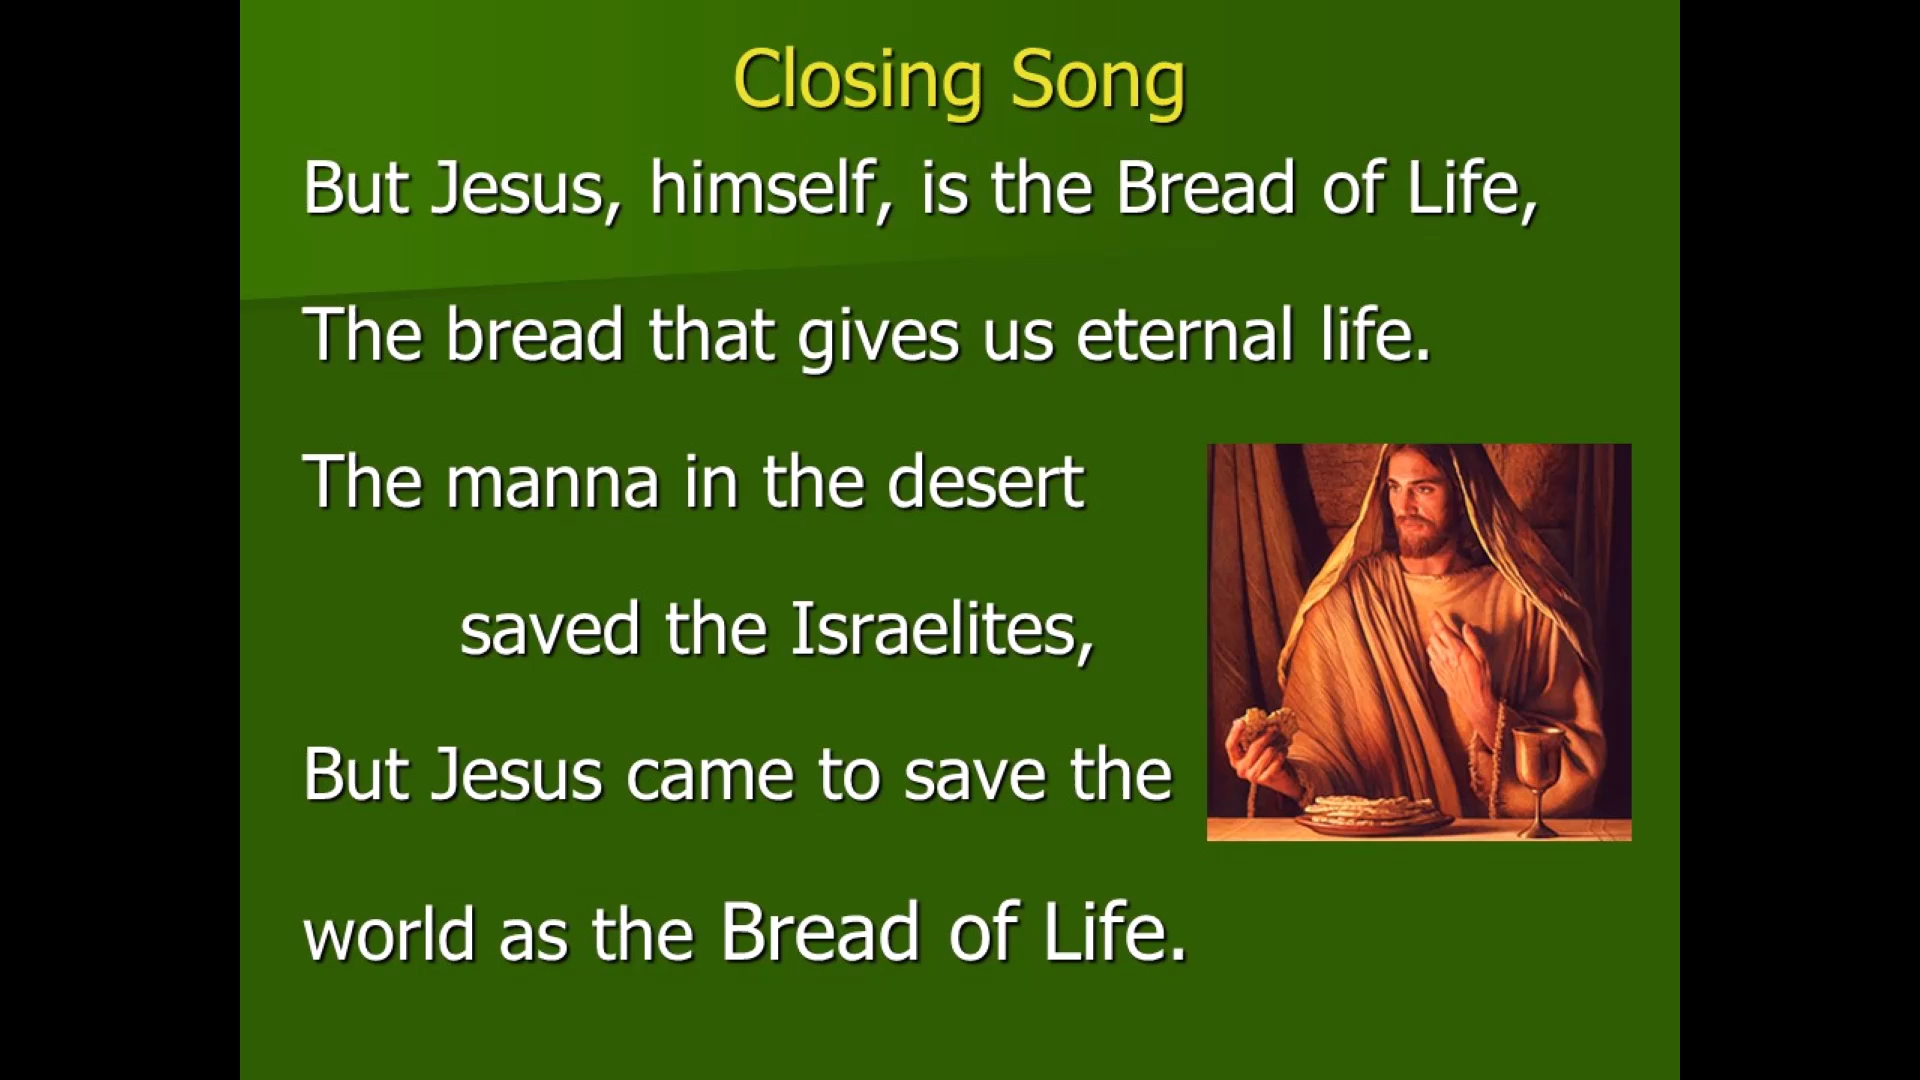 Closing Song
But Jesus, himself, is the Bread of Life,
The bread that gives us eternal life.
The manna in the desert
saved the Israelites,
But Jesus came to save the
world as the Bread of Life.